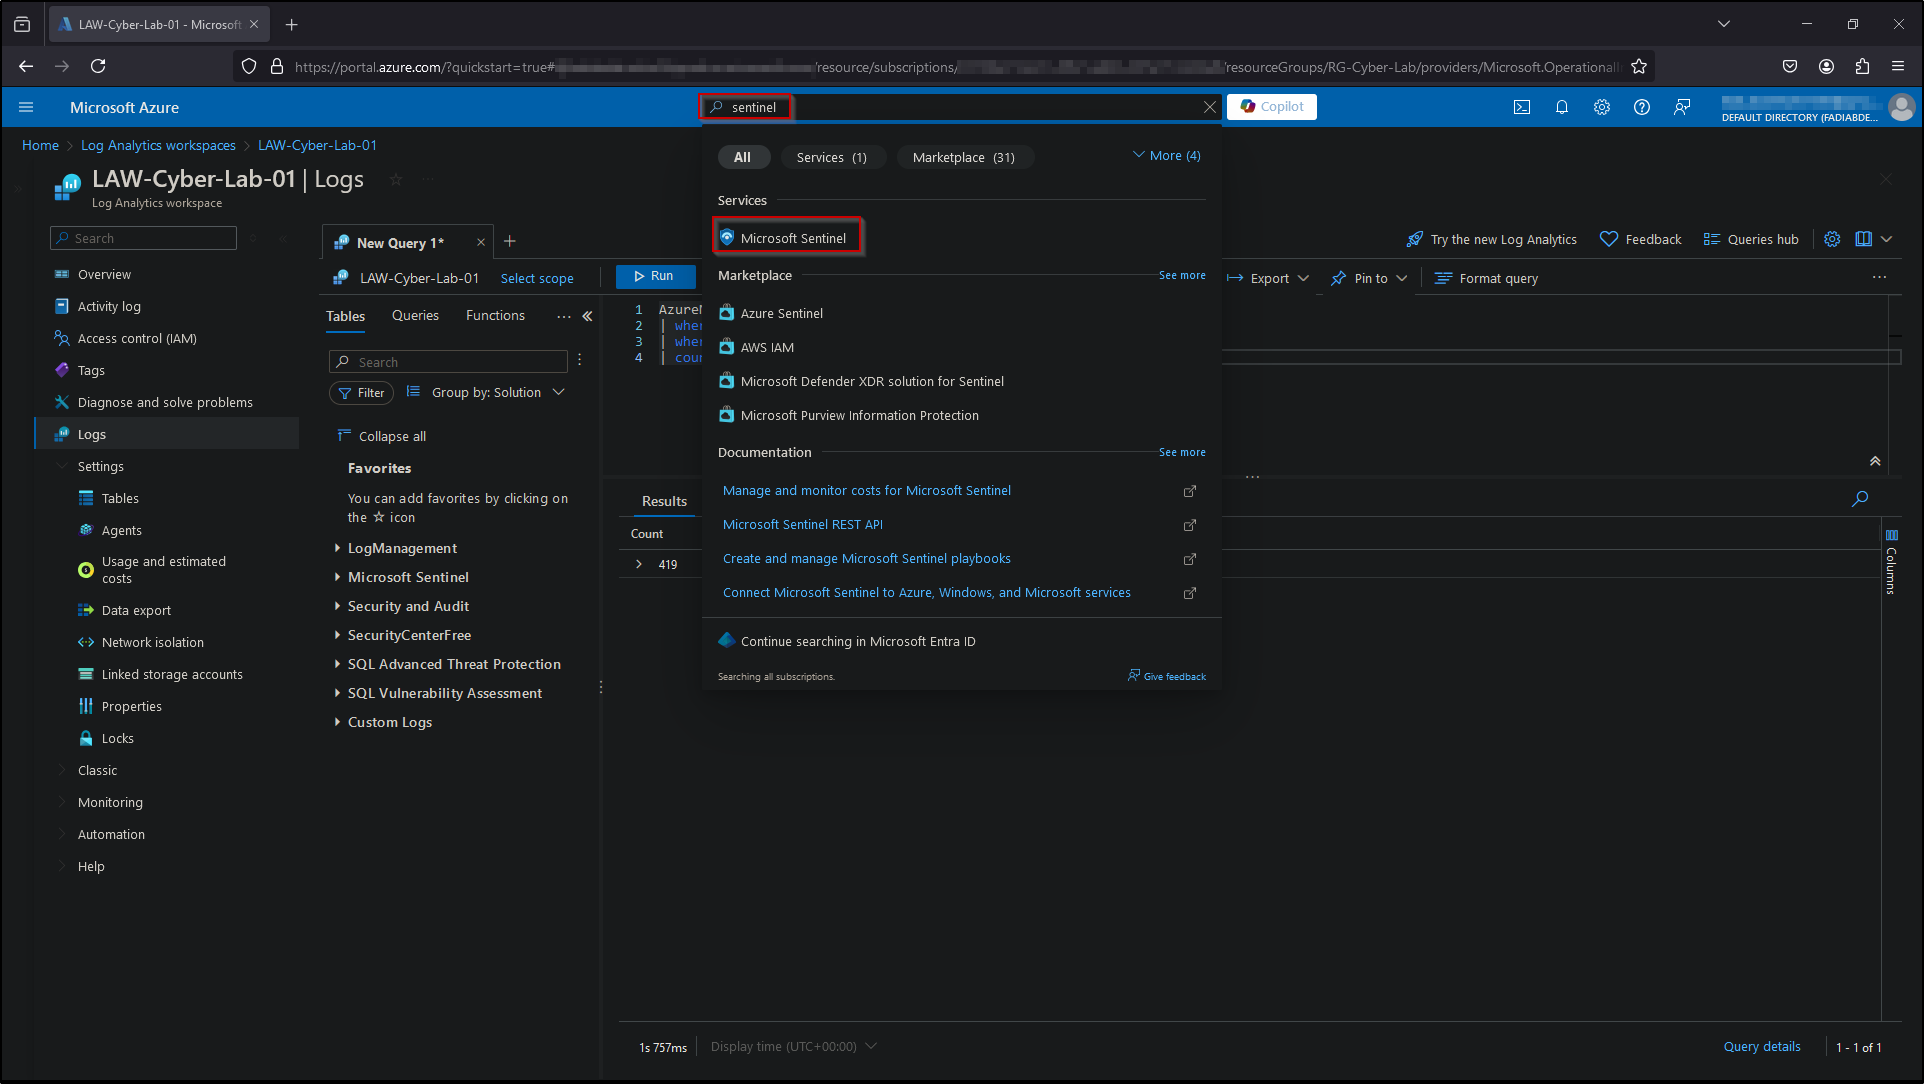 LAW-Cyber-Lab-01 - Microsoft
https://portal.azure.com/?quickstart=true#
/resource/subscriptions/
/resourceGroups/RG-Cyber-Lab/providers/Microsoft.OperationalI
Microsoft Azure
sentinel
Copilot
DEFAULT DIRECTORY (FADIABDE...
Home > Log Analytics workspaces > LAW-Cyber-Lab-01
LAW-Cyber-Lab-01 | Logs
Log Analytics workspace
Search
Overview
Activity log
Access control (IAM)
Tags
Diagnose and solve problems
Logs
Settings
Tables
Agents
Usage and estimated
costs
Data export
Network isolation
Linked storage accounts
Properties
Locks
Classic
Monitoring
Automation
Help
New Query 1*
LAW-Cyber-Lab-01
Select scope
Run
Tables
Queries
Functions
Search
Filter
Group by: Solution
Collapse all
Favorites
You can add favorites by clicking on
the ☆ icon
LogManagement
Microsoft Sentinel
Security and Audit
SecurityCenterFree
SQL Advanced Threat Protection
SQL Vulnerability Assessment
Custom Logs
1
2 |
3 |
4 |
All
Services (1)
Marketplace (31)
More (4)
Services
Microsoft Sentinel
Marketplace
See more
Azure Sentinel
AWS IAM
Microsoft Defender XDR solution for Sentinel
Microsoft Purview Information Protection
Documentation
See more
Manage and monitor costs for Microsoft Sentinel
Microsoft Sentinel REST API
Create and manage Microsoft Sentinel playbooks
Connect Microsoft Sentinel to Azure, Windows, and Microsoft services
Continue searching in Microsoft Entra ID
Searching all subscriptions.
Give feedback
Try the new Log Analytics
Feedback
Queries hub
Export
Pin to
Format query
Results
Count
419
Columns
1s 757ms
Display time (UTC+00:00)
Query details
1 - 1 of 1